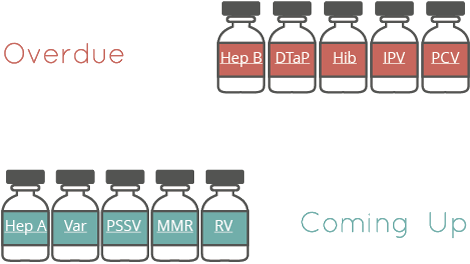 Overdue
Hep B DTaP Hib IPV PCV
Hep A Var PSSV MMR RV
Coming Up